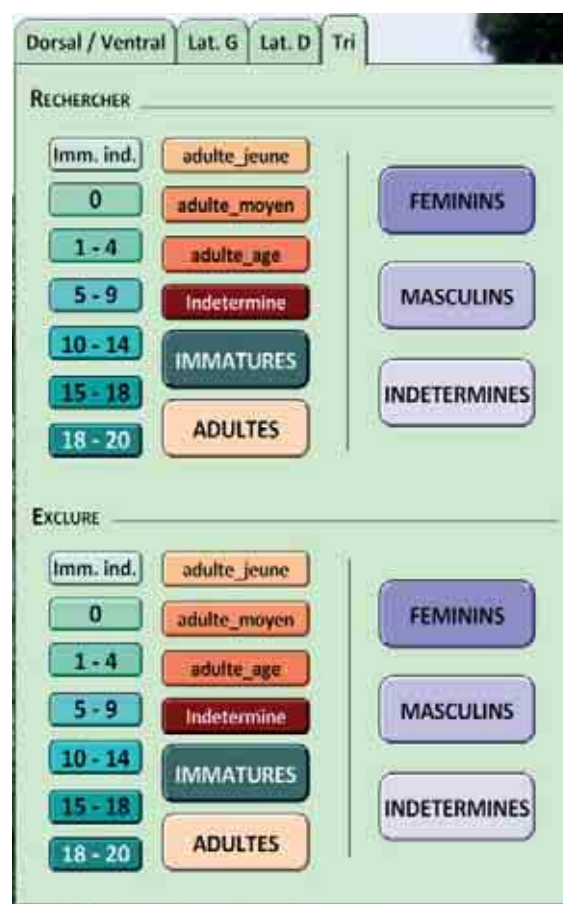 Dorsal / Ventral Lat. G Lat. D Tri
RECHERCHER
Imm. ind. adulte_jeune
0 adulte_moyen FEMININS
1 - 4 adulte_age
5 - 9 Indetermine MASCULINS
10 - 14 IMMATURES
15 - 18 INDETERMINES
18 - 20 ADULTES
EXCLURE
Imm. ind. adulte_jeune
0 adulte_moyen FEMININS
1 - 4 adulte_age
5 - 9 Indetermine MASCULINS
10 - 14 IMMATURES
15 - 18 INDETERMINES
18 - 20 ADULTES